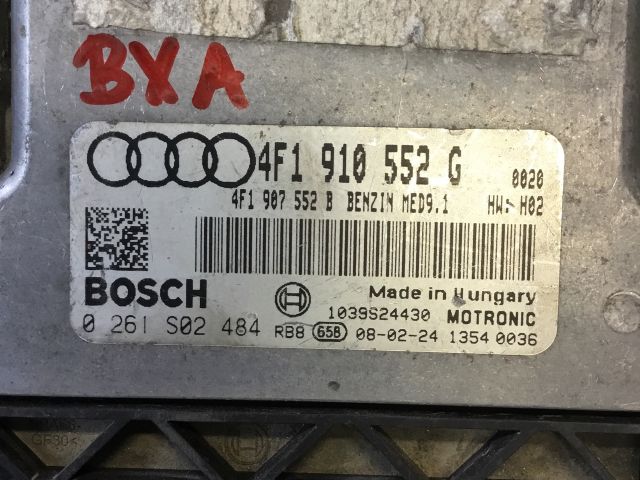 BXA
4F1 910 552 G 0020
4F1 907 552 B BENZIN MED9.1 HW: H02
BOSCH
Made in Hungary
1039S24430 MOTRONIC
0 261 S02 484 RB8 658 08-02-24 1354 0036
GF30<